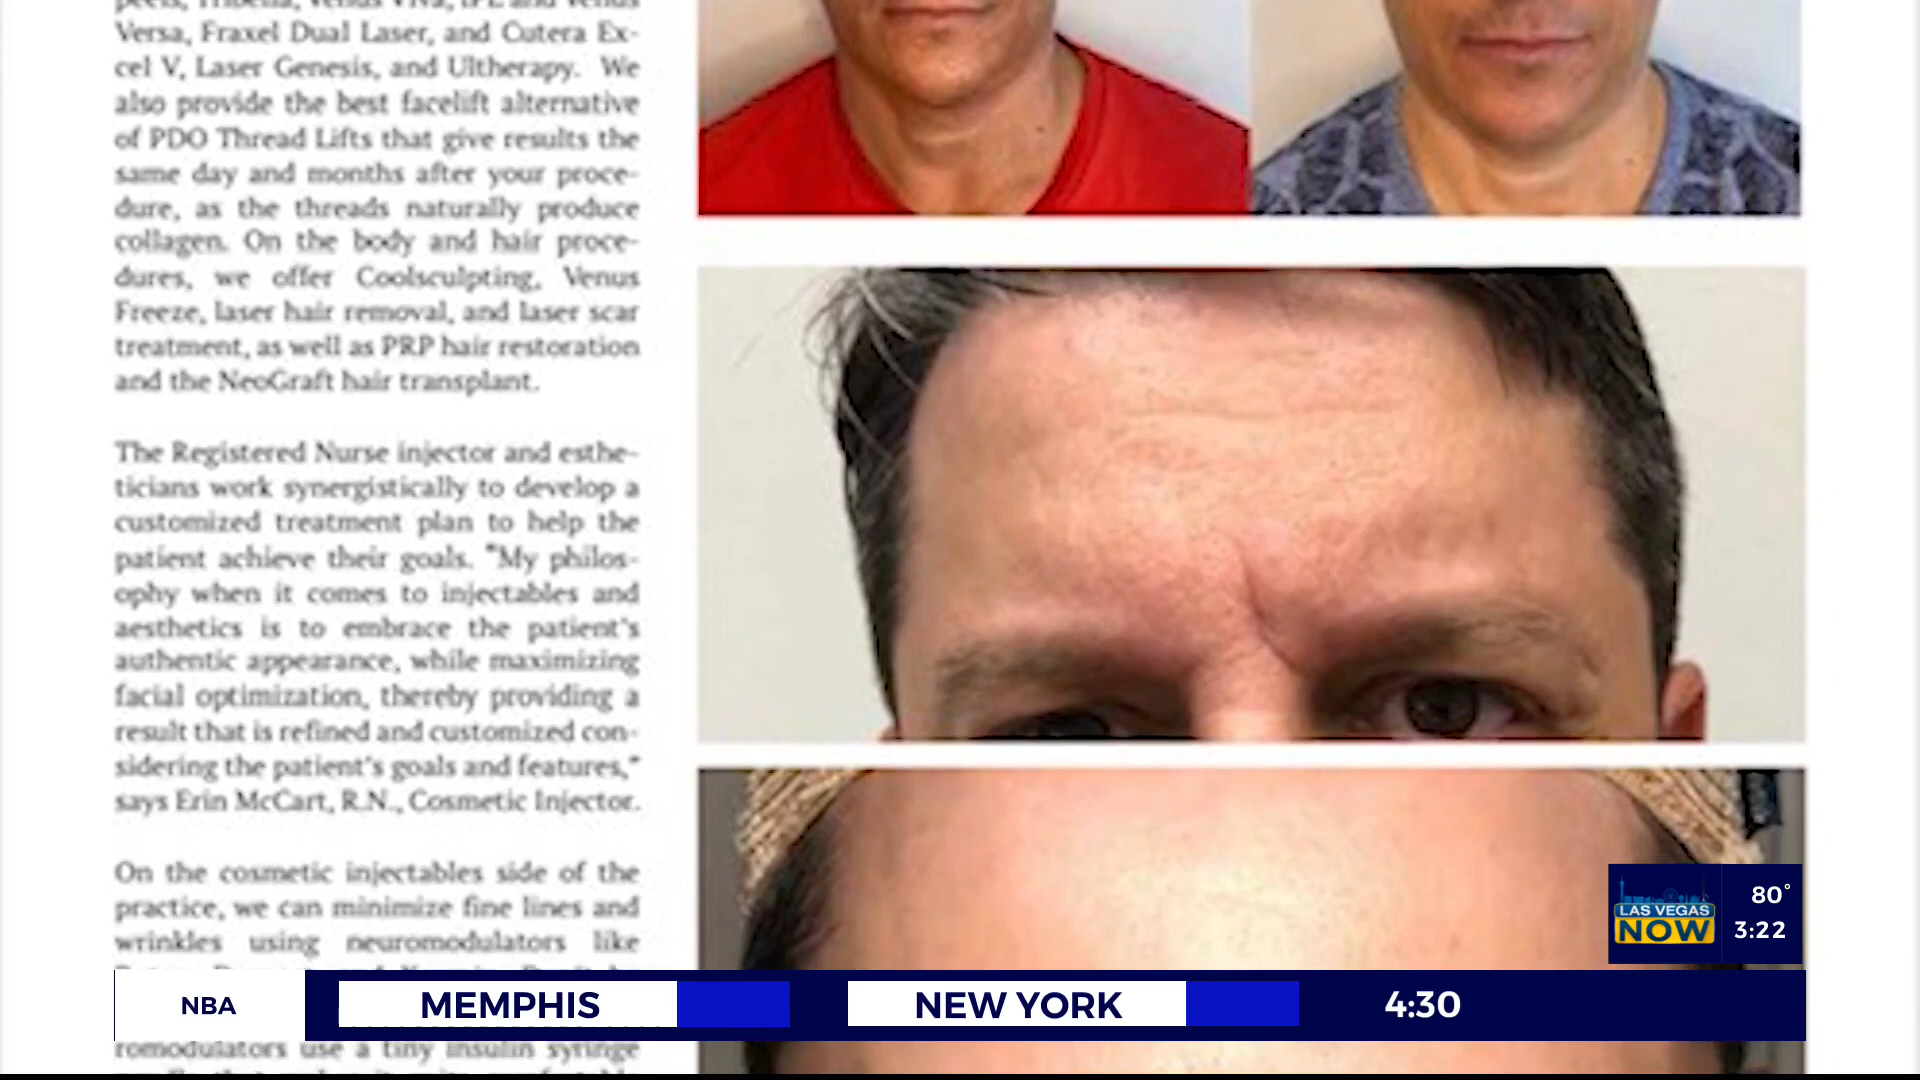 Versa, Fraxel Dual Laser, and Cutera Ex-
cel V, Laser Genesis, and Ultherapy. We
also provide the best facelift alternative
of PDO Thread Lifts that give results the
same day and months after your proce-
dure, as the threads naturally produce
collagen. On the body and hair proce-
dures, we offer Coolsculpting, Venus
Freeze, laser hair removal, and laser scar
treatment, as well as PRP hair restoration
and the NeoGraft hair transplant.
The Registered Nurse injector and esthe-
ticians work synergistically to develop a
customized treatment plan to help the
patient achieve their goals. "My philos-
ophy when it comes to injectables and
aesthetics is to embrace the patient's
authentic appearance, while maximizing
facial optimization, thereby providing a
result that is refined and customized con-
sidering the patient's goals and features,"
says Erin McCart, R.N., Cosmetic Injector.
On the cosmetic injectables side of the
practice, we can minimize fine lines and
wrinkles using neuromodulators like
romodulators use a tiny insulin syringe
LAS VEGAS
NOW
80°
3:22
NBA
MEMPHIS
NEW YORK
4:30